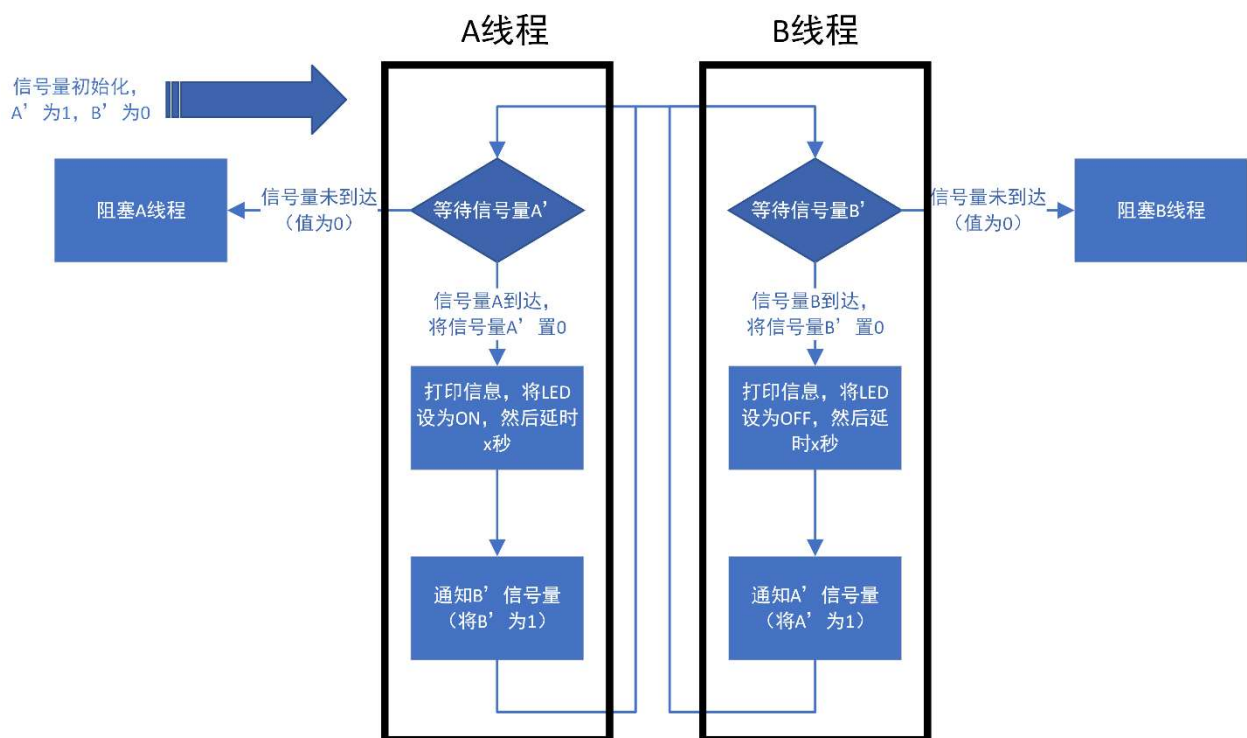 A线程
B线程
信号量初始化，
A’为1，B’为0
阻塞A线程
信号量未到达
（值为0）
等待信号量A’
等待信号量B’
信号量未到达
（值为0）
阻塞B线程
信号量A到达，
将信号量A’置0
信号量B到达，
将信号量B’置0
打印信息，将LED
设为ON，然后延时
x秒
打印信息，将LED
设为OFF，然后延
时x秒
通知B’信号量
（将B’为1）
通知A’信号量
（将A’为1）